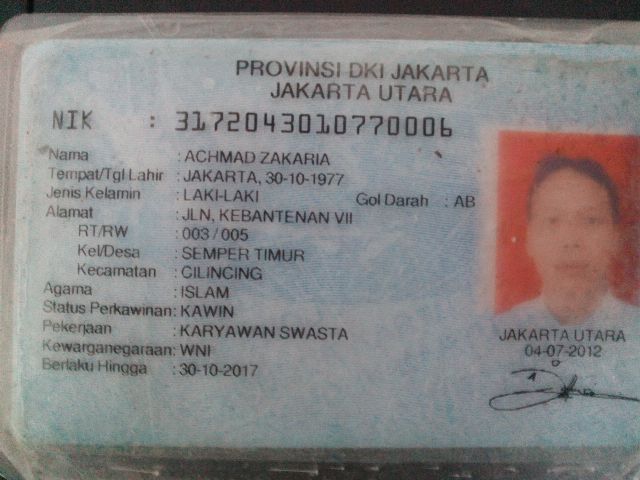 PROVINSI DKI JAKARTA
JAKARTA UTARA
NIK : 3172043010770006
Nama : ACHMAD ZAKARIA
Tempat/Tgl Lahir : JAKARTA, 30-10-1977
Jenis Kelamin : LAKI-LAKI Gol Darah : AB
Alamat : JLN, KEBANTENAN VII
RT/RW : 003 / 005
Kel/Desa : SEMPER TIMUR
Kecamatan : CILINCING
Agama : ISLAM
Status Perkawinan: KAWIN
Pekerjaan : KARYAWAN SWASTA
Kewarganegaraan: WNI
Berlaku Hingga : 30-10-2017
JAKARTA UTARA
04-07-2012